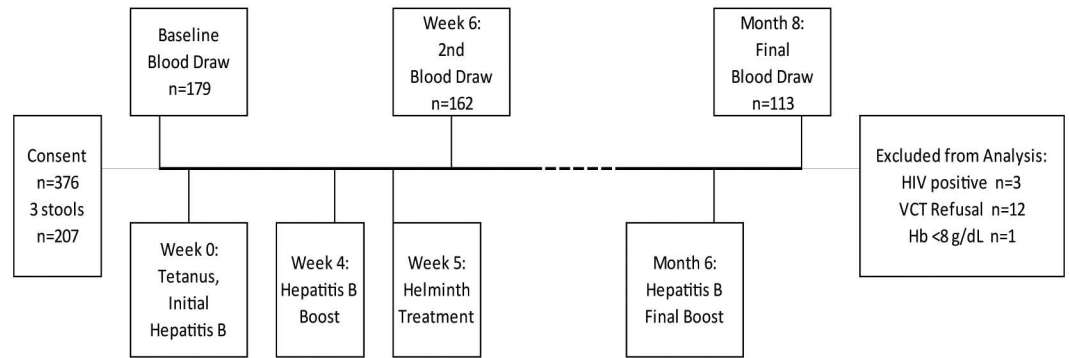 Baseline
Blood Draw
n=179
Week 6:
2nd
Blood Draw
n=162
Month 8:
Final
Blood Draw
n=113
Consent
n=376
3 stools
n=207
Excluded from Analysis:
HIV positive n=3
VCT Refusal n=12
Hb <8 g/dL n=1
Week 0:
Tetanus,
Initial
Hepatitis B
Week 4:
Hepatitis B
Boost
Week 5:
Helminth
Treatment
Month 6:
Hepatitis B
Final Boost